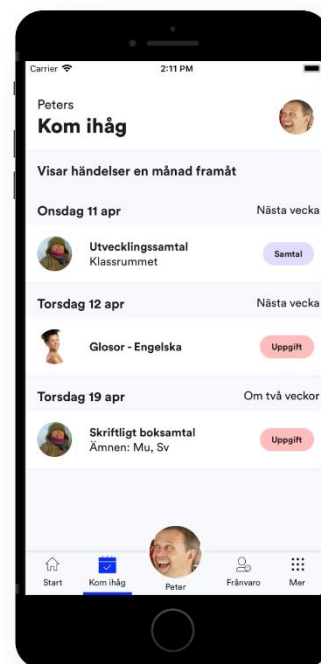 Carrier 2:11 PM
Peters
Kom ihåg
Visar händelser en månad framåt
Onsdag 11 apr Nästa vecka
Utvecklingssamtal
Klassrummet
Samtal
Torsdag 12 apr Nästa vecka
Glosor - Engelska
Uppgift
Torsdag 19 apr Om två veckor
Skriftligt boksamtal
Ämnen: Mu, Sv
Uppgift
Start Kom ihåg Peter Frånvaro Mer